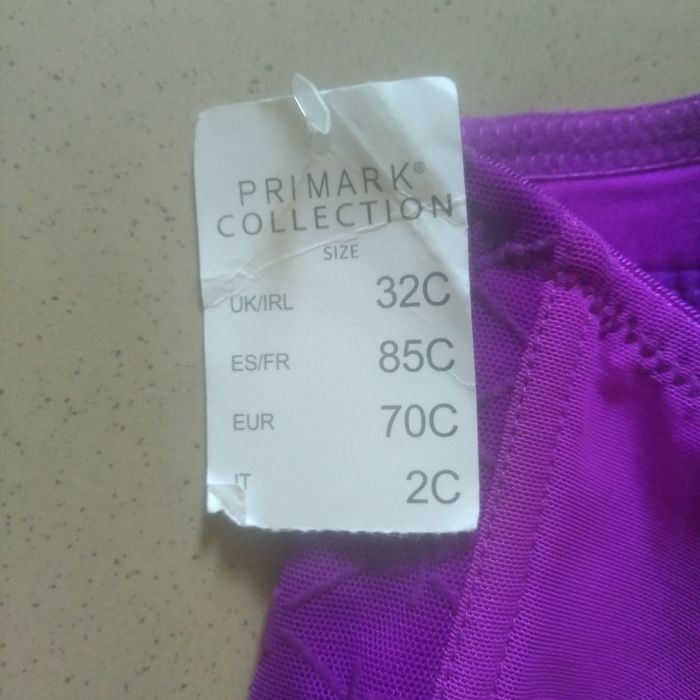 PRIMARK®
COLLECTION
SIZE
UK/IRL 32C
ES/FR 85C
EUR 70C
IT 2C